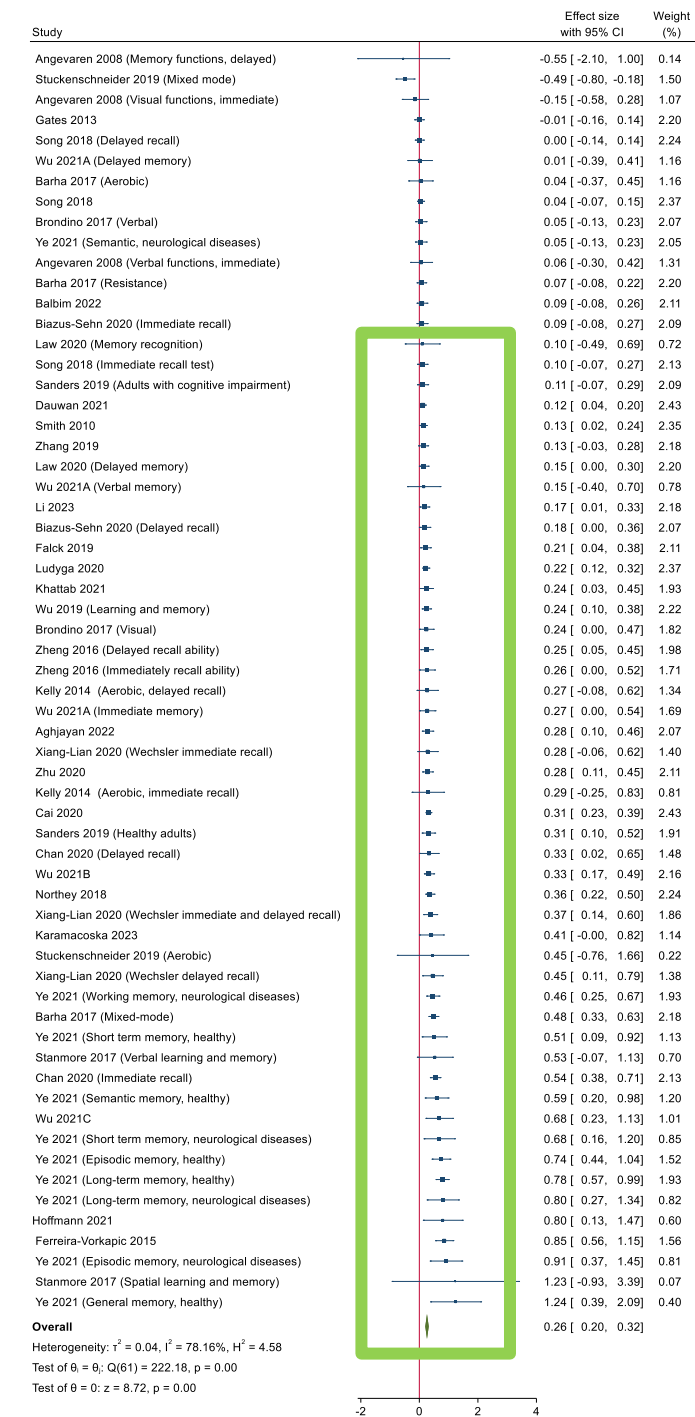 Study Effect size with 95% CI Weight (%)
Angevaren 2008 (Memory functions, delayed) -0.55 [ -2.10, 1.00] 0.14
Stuckenschneider 2019 (Mixed mode) -0.49 [ -0.80, -0.18] 1.50
Angevaren 2008 (Visual functions, immediate) -0.15 [ -0.58, 0.28] 1.07
Gates 2013 -0.01 [ -0.16, 0.14] 2.20
Song 2018 (Delayed recall) 0.00 [ -0.14, 0.14] 2.24
Wu 2021A (Delayed memory) 0.01 [ -0.39, 0.41] 1.16
Barha 2017 (Aerobic) 0.04 [ -0.37, 0.45] 1.16
Song 2018 0.04 [ -0.07, 0.15] 2.37
Brondino 2017 (Verbal) 0.05 [ -0.13, 0.23] 2.07
Ye 2021 (Semantic, neurological diseases) 0.05 [ -0.13, 0.23] 2.05
Angevaren 2008 (Verbal functions, immediate) 0.06 [ -0.30, 0.42] 1.31
Barha 2017 (Resistance) 0.07 [ -0.08, 0.22] 2.20
Balbim 2022 0.09 [ -0.08, 0.26] 2.11
Biazus-Sehn 2020 (Immediate recall) 0.09 [ -0.08, 0.27] 2.09
Law 2020 (Memory recognition) 0.10 [ -0.49, 0.69] 0.72
Song 2018 (Immediate recall test) 0.10 [ -0.07, 0.27] 2.13
Sanders 2019 (Adults with cognitive impairment) 0.11 [ -0.07, 0.29] 2.09
Dauwan 2021 0.12 [ 0.04, 0.20] 2.43
Smith 2010 0.13 [ 0.02, 0.24] 2.35
Zhang 2019 0.13 [ -0.03, 0.28] 2.18
Law 2020 (Delayed memory) 0.15 [ 0.00, 0.30] 2.20
Wu 2021A (Verbal memory) 0.15 [ -0.40, 0.70] 0.78
Li 2023 0.17 [ 0.01, 0.33] 2.18
Biazus-Sehn 2020 (Delayed recall) 0.18 [ 0.00, 0.36] 2.07
Falck 2019 0.21 [ 0.04, 0.38] 2.11
Ludyga 2020 0.22 [ 0.12, 0.32] 2.37
Khattab 2021 0.24 [ 0.03, 0.45] 1.93
Wu 2019 (Learning and memory) 0.24 [ 0.10, 0.38] 2.22
Brondino 2017 (Visual) 0.24 [ 0.00, 0.47] 1.82
Zheng 2016 (Delayed recall ability) 0.25 [ 0.05, 0.45] 1.98
Zheng 2016 (Immediately recall ability) 0.26 [ 0.00, 0.52] 1.71
Kelly 2014 (Aerobic, delayed recall) 0.27 [ -0.08, 0.62] 1.34
Wu 2021A (Immediate memory) 0.27 [ 0.00, 0.54] 1.69
Aghjayan 2022 0.28 [ 0.10, 0.46] 2.07
Xiang-Lian 2020 (Wechsler immediate recall) 0.28 [ -0.06, 0.62] 1.40
Zhu 2020 0.28 [ 0.11, 0.45] 2.11
Kelly 2014 (Aerobic, immediate recall) 0.29 [ -0.25, 0.83] 0.81
Cai 2020 0.31 [ 0.23, 0.39] 2.43
Sanders 2019 (Healthy adults) 0.31 [ 0.10, 0.52] 1.91
Chan 2020 (Delayed recall) 0.33 [ 0.02, 0.65] 1.48
Wu 2021B 0.33 [ 0.17, 0.49] 2.16
Northey 2018 0.36 [ 0.22, 0.50] 2.24
Xiang-Lian 2020 (Wechsler immediate and delayed recall) 0.37 [ 0.14, 0.60] 1.86
Karamacoska 2023 0.41 [ -0.00, 0.82] 1.14
Stuckenschneider 2019 (Aerobic) 0.45 [ -0.76, 1.66] 0.22
Xiang-Lian 2020 (Wechsler delayed recall) 0.45 [ 0.11, 0.79] 1.38
Ye 2021 (Working memory, neurological diseases) 0.46 [ 0.25, 0.67] 1.93
Barha 2017 (Mixed-mode) 0.48 [ 0.33, 0.63] 2.18
Ye 2021 (Short term memory, healthy) 0.51 [ 0.09, 0.92] 1.13
Stanmore 2017 (Verbal learning and memory) 0.53 [ -0.07, 1.13] 0.70
Chan 2020 (Immediate recall) 0.54 [ 0.38, 0.71] 2.13
Ye 2021 (Semantic memory, healthy) 0.59 [ 0.20, 0.98] 1.20
Wu 2021C 0.68 [ 0.23, 1.13] 1.01
Ye 2021 (Short term memory, neurological diseases) 0.68 [ 0.16, 1.20] 0.85
Ye 2021 (Episodic memory, healthy) 0.74 [ 0.44, 1.04] 1.52
Ye 2021 (Long-term memory, healthy) 0.78 [ 0.57, 0.99] 1.93
Ye 2021 (Long-term memory, neurological diseases) 0.80 [ 0.27, 1.34] 0.82
Hoffmann 2021 0.80 [ 0.13, 1.47] 0.60
Ferreira-Vorkapic 2015 0.85 [ 0.56, 1.15] 1.56
Ye 2021 (Episodic memory, neurological diseases) 0.91 [ 0.37, 1.45] 0.81
Stanmore 2017 (Spatial learning and memory) 1.23 [ -0.93, 3.39] 0.07
Ye 2021 (General memory, healthy) 1.24 [ 0.39, 2.09] 0.40
Overall 0.26 [ 0.20, 0.32]
Heterogeneity: τ² = 0.04, I² = 78.16%, H² = 4.58
Test of θᵢ = θⱼ: Q(61) = 222.18, p = 0.00
Test of θ = 0: z = 8.72, p = 0.00
-2 0 2 4